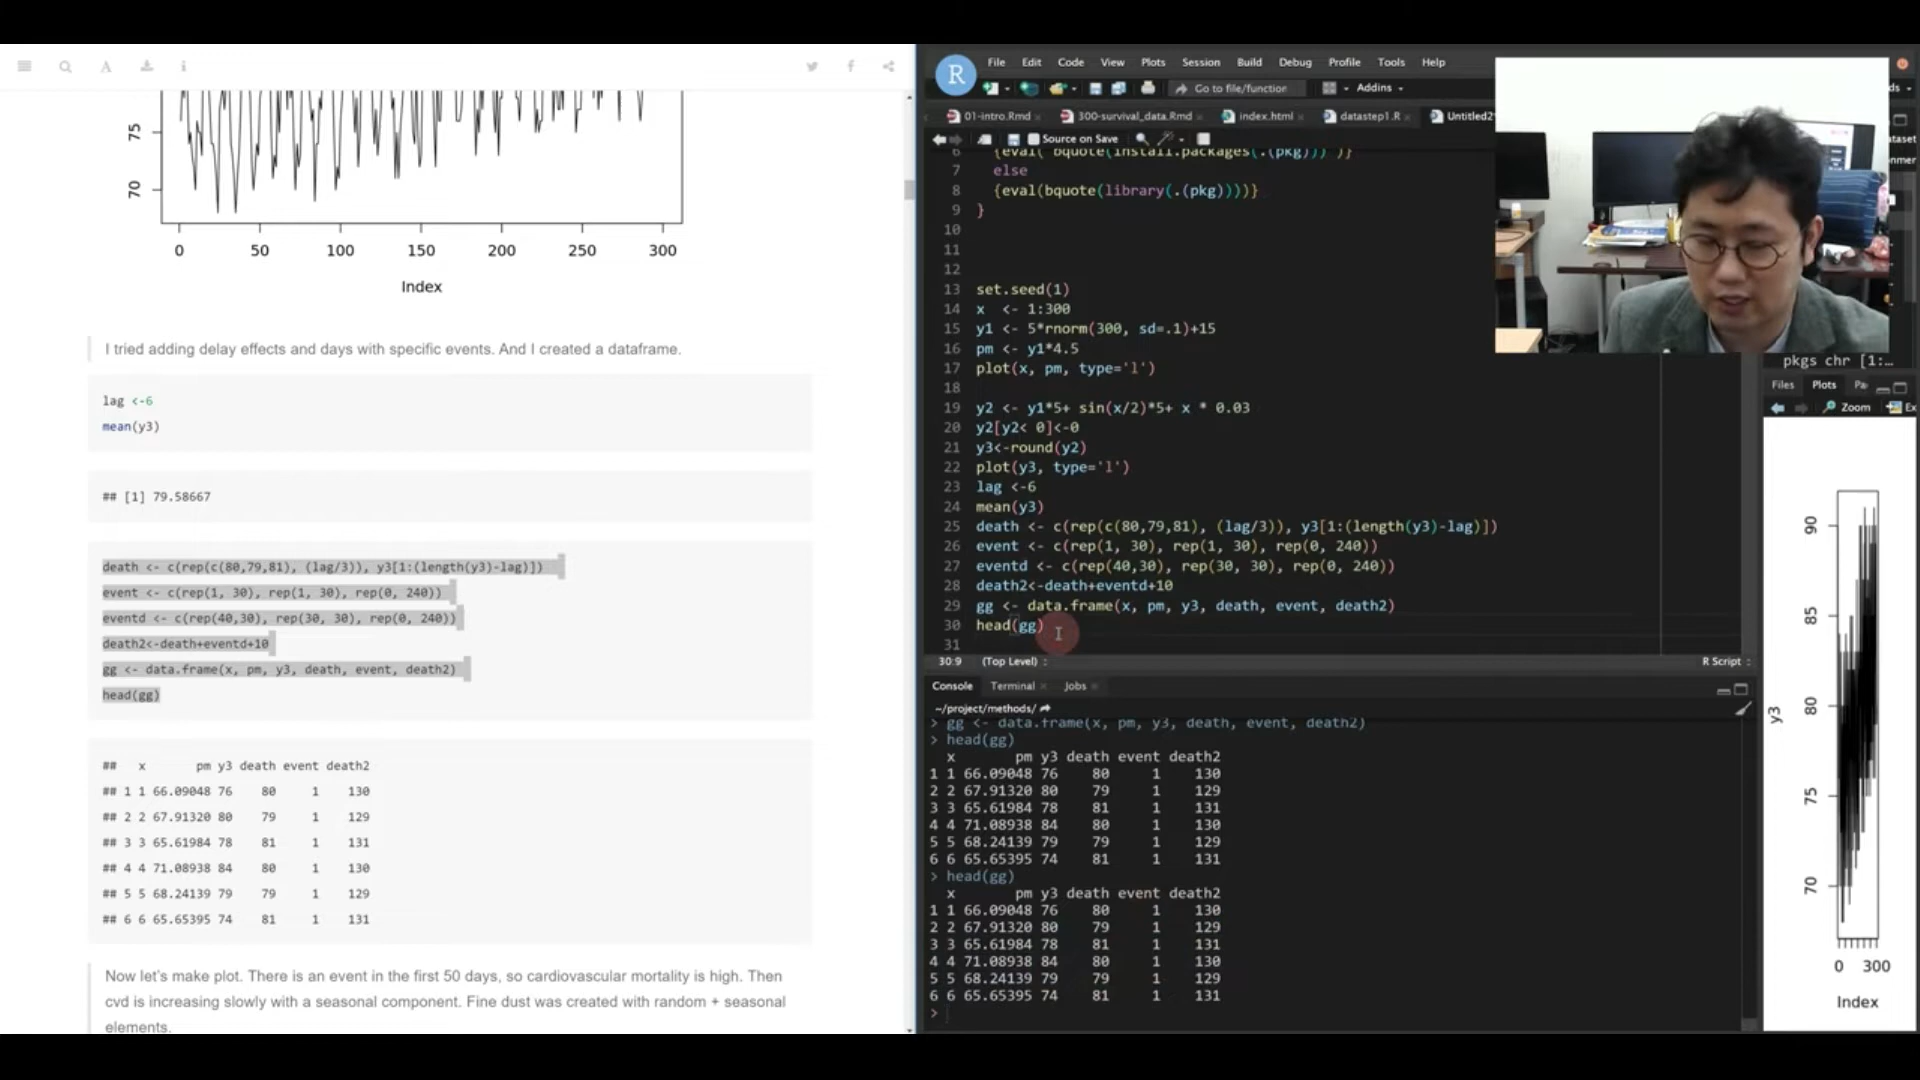 75
70
0 50 100 150 200 250 300
Index
I tried adding delay effects and days with specific events. And I created a dataframe.
lag <-6
mean(y3)
## [1] 79.58667
death <- c(rep(c(80,79,81), (lag/3)), y3[1:(length(y3)-lag)])
event <- c(rep(1, 30), rep(1, 30), rep(0, 240))
eventd <- c(rep(40,30), rep(30, 30), rep(0, 240))
death2<-death+eventd+10
gg <- data.frame(x, pm, y3, death, event, death2)
head(gg)
## x pm y3 death event death2
## 1 1 66.09048 76 80 1 130
## 2 2 67.91320 80 79 1 129
## 3 3 65.61984 78 81 1 131
## 4 4 71.08938 84 80 1 130
## 5 5 68.24139 79 79 1 129
## 6 6 65.65395 74 81 1 131
Now let's make plot. There is an event in the first 50 days, so cardiovascular mortality is high. Then
cvd is increasing slowly with a seasonal component. Fine dust was created with random + seasonal
elements.
R
File Edit Code View Plots Session Build Debug Profile Tools Help
Go to file/function Addins
01-intro.Rmd 300-survival_data.Rmd index.html datastep1.R Untitled2
Source on Save
6 {eval( bquote(install.packages(.(pkg))) )}
7 else
8 {eval(bquote(library(.(pkg))))}
9 }
10
11
12
13 set.seed(1)
14 x <- 1:300
15 y1 <- 5*rnorm(300, sd=.1)+15
16 pm <- y1*4.5
17 plot(x, pm, type='l')
18
19 y2 <- y1*5+ sin(x/2)*5+ x * 0.03
20 y2[y2< 0]<-0
21 y3<-round(y2)
22 plot(y3, type='l')
23 lag <-6
24 mean(y3)
25 death <- c(rep(c(80,79,81), (lag/3)), y3[1:(length(y3)-lag)])
26 event <- c(rep(1, 30), rep(1, 30), rep(0, 240))
27 eventd <- c(rep(40,30), rep(30, 30), rep(0, 240))
28 death2<-death+eventd+10
29 gg <- data.frame(x, pm, y3, death, event, death2)
30 head(gg)
31
30:9 (Top Level) R Script
Console Terminal Jobs
~/project/methods/
> gg <- data.frame(x, pm, y3, death, event, death2)
> head(gg)
x pm y3 death event death2
1 1 66.09048 76 80 1 130
2 2 67.91320 80 79 1 129
3 3 65.61984 78 81 1 131
4 4 71.08938 84 80 1 130
5 5 68.24139 79 79 1 129
6 6 65.65395 74 81 1 131
> head(gg)
x pm y3 death event death2
1 1 66.09048 76 80 1 130
2 2 67.91320 80 79 1 129
3 3 65.61984 78 81 1 131
4 4 71.08938 84 80 1 130
5 5 68.24139 79 79 1 129
6 6 65.65395 74 81 1 131
>
pkgs chr [1:…
Files Plots Pa
Zoom Ex
90
85
80
75
70
y3
0 300
Index